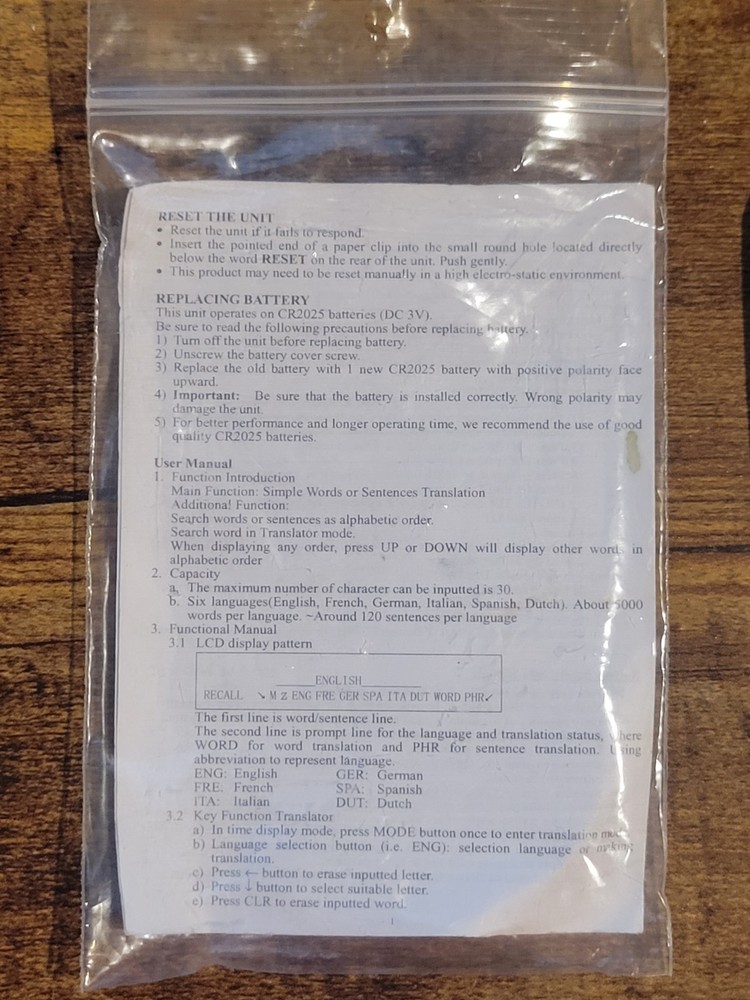 RESET THE UNIT
• Reset the unit if it fails to respond.
• Insert the pointed end of a paper clip into the small round hole located directly
below the word RESET on the rear of the unit. Push gently.
• This product may need to be reset manually in a high electro-static environment.
REPLACING BATTERY
This unit operates on CR2025 batteries (DC 3V).
Be sure to read the following precautions before replacing battery.
1) Turn off the unit before replacing battery.
2) Unscrew the battery cover screw.
3) Replace the old battery with 1 new CR2025 battery with positive polarity face
upward.
4) Important: Be sure that the battery is installed correctly. Wrong polarity may
damage the unit.
5) For better performance and longer operating time, we recommend the use of good
quality CR2025 batteries.
User Manual
1. Function Introduction
Main Function: Simple Words or Sentences Translation
Additional Function:
Search words or sentences as alphabetic order.
Search word in Translator mode.
When displaying any order, press UP or DOWN will display other words in
alphabetic order
2. Capacity
a. The maximum number of character can be inputted is 30.
b. Six languages(English, French, German, Italian, Spanish, Dutch). About 5000
words per language. ~Around 120 sentences per language
3. Functional Manual
3.1 LCD display pattern
______ENGLISH__________
RECALL ↘ M Z ENG FRE GER SPA ITA DUT WORD PHR↙
The first line is word/sentence line.
The second line is prompt line for the language and translation status, where
WORD for word translation and PHR for sentence translation. Using
abbreviation to represent language.
ENG: English GER: German
FRE: French SPA: Spanish
ITA: Italian DUT: Dutch
3.2 Key Function Translator
a) In time display mode, press MODE button once to enter translation
b) Language selection button (i.e. ENG): selection language or making
translation.
c) Press ← button to erase inputted letter.
d) Press ↓ button to select suitable letter.
e) Press CLR to erase inputted word.
1